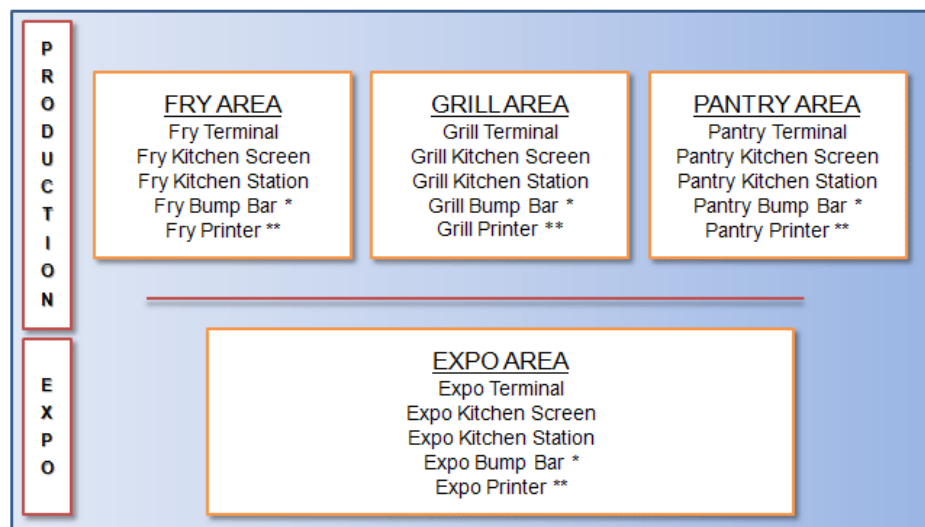 PRODUCTION
FRY AREA
Fry Terminal
Fry Kitchen Screen
Fry Kitchen Station
Fry Bump Bar *
Fry Printer **
GRILL AREA
Grill Terminal
Grill Kitchen Screen
Grill Kitchen Station
Grill Bump Bar *
Grill Printer **
PANTRY AREA
Pantry Terminal
Pantry Kitchen Screen
Pantry Kitchen Station
Pantry Bump Bar *
Pantry Printer **
EXPO
EXPO AREA
Expo Terminal
Expo Kitchen Screen
Expo Kitchen Station
Expo Bump Bar *
Expo Printer **